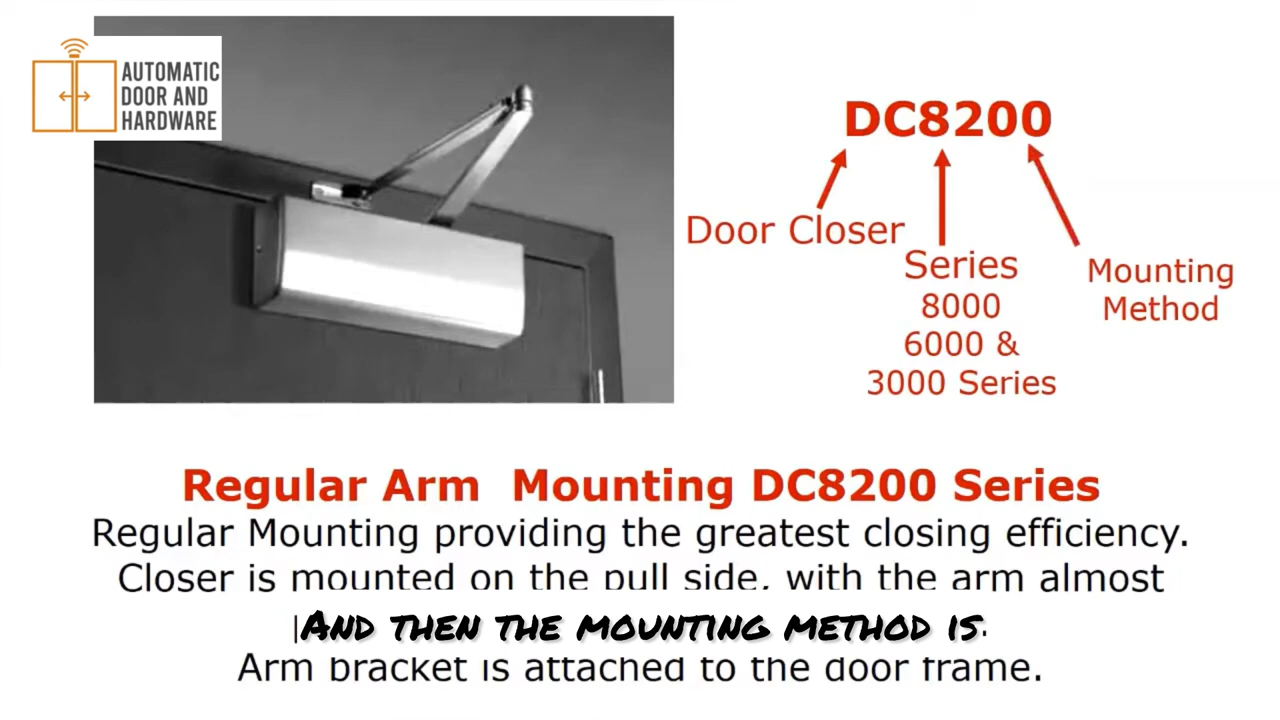 AUTOMATIC
DOOR AND
HARDWARE
DC8200
Door Closer
Series
8000
6000 &
3000 Series
Mounting
Method
Regular Arm Mounting DC8200 Series
Regular Mounting providing the greatest closing efficiency.
Closer is mounted on the pull side, with the arm almost
And then the mounting method is
Arm bracket is attached to the door frame.